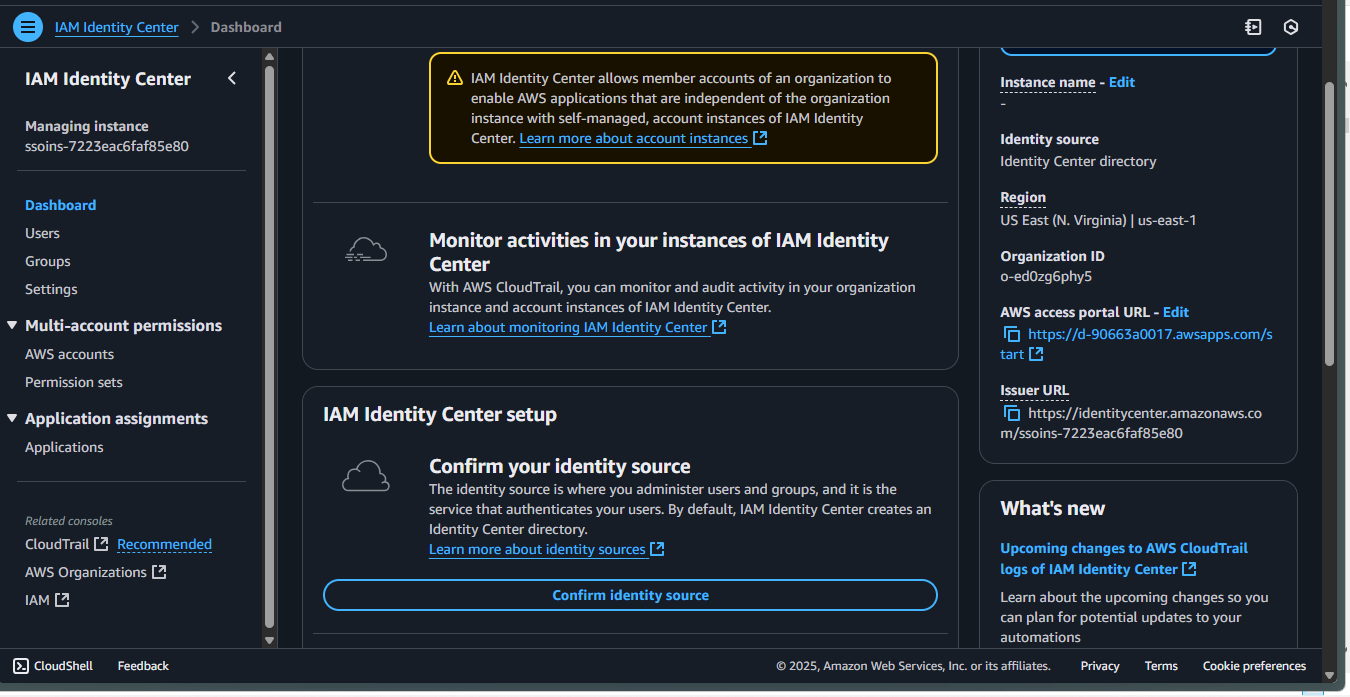 IAM Identity Center > Dashboard
IAM Identity Center
Managing instance
ssoins-7223eac6faf85e80
Dashboard
Users
Groups
Settings
Multi-account permissions
AWS accounts
Permission sets
Application assignments
Applications
Related consoles
CloudTrail Recommended
AWS Organizations
IAM
IAM Identity Center allows member accounts of an organization to
enable AWS applications that are independent of the organization
instance with self-managed, account instances of IAM Identity
Center. Learn more about account instances
Monitor activities in your instances of IAM Identity
Center
With AWS CloudTrail, you can monitor and audit activity in your organization
instance and account instances of IAM Identity Center.
Learn about monitoring IAM Identity Center
IAM Identity Center setup
Confirm your identity source
The identity source is where you administer users and groups, and it is the
service that authenticates your users. By default, IAM Identity Center creates an
Identity Center directory.
Learn more about identity sources
Confirm identity source
Instance name - Edit
-
Identity source
Identity Center directory
Region
US East (N. Virginia) | us-east-1
Organization ID
o-ed0zg6phy5
AWS access portal URL - Edit
https://d-90663a0017.awsapps.com/s
tart
Issuer URL
https://identitycenter.amazonaws.co
m/ssoins-7223eac6faf85e80
What's new
Upcoming changes to AWS CloudTrail
logs of IAM Identity Center
Learn about the upcoming changes so you
can plan for potential updates to your
automations
CloudShell Feedback © 2025, Amazon Web Services, Inc. or its affiliates. Privacy Terms Cookie preferences